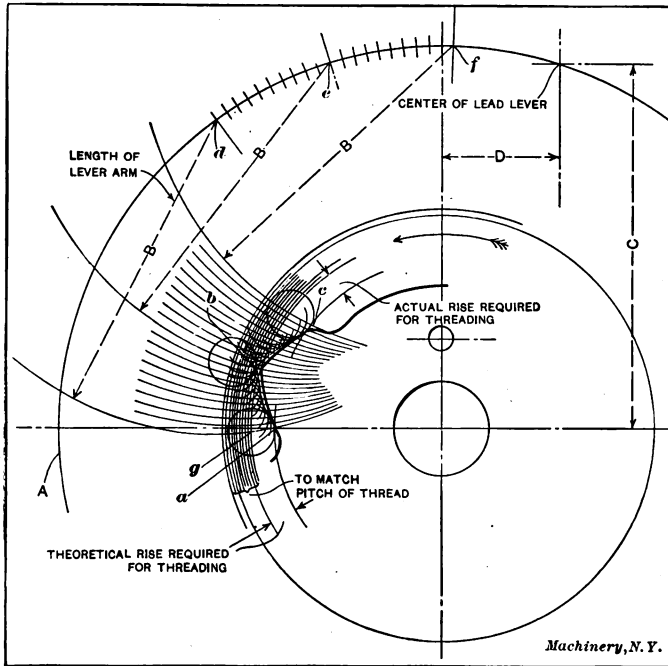 f
e
CENTER OF LEAD LEVER
d
LENGTH OF
LEVER ARM
B
B
B
D
C
b
c
ACTUAL RISE REQUIRED
FOR THREADING
A
g
a
TO MATCH
PITCH OF THREAD
THEORETICAL RISE REQUIRED
FOR THREADING
Machinery, N.Y.